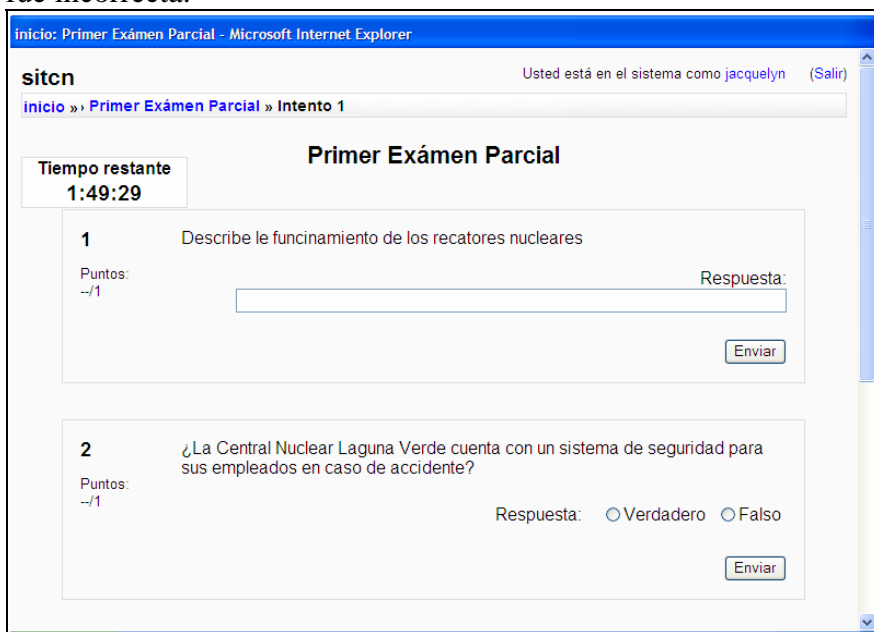 fue incorrecta.
inicio: Primer Exámen Parcial - Microsoft Internet Explorer
sitcn
Usted está en el sistema como jacquelyn (Salir)
inicio » › Primer Exámen Parcial » Intento 1
Primer Exámen Parcial
Tiempo restante
1:49:29
1
Describe le funcinamiento de los recatores nucleares
Puntos:
--/1
Respuesta:
Enviar
2
¿La Central Nuclear Laguna Verde cuenta con un sistema de seguridad para
sus empleados en caso de accidente?
Puntos:
--/1
Respuesta: Verdadero Falso
Enviar